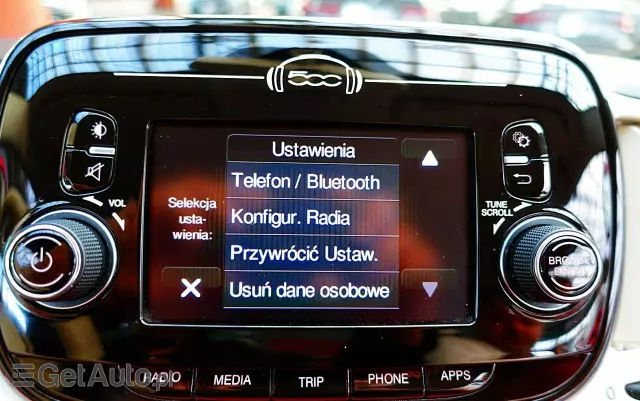 500
Ustawienia
Telefon / Bluetooth
Selekcja
usta-
wienia:
Konfigur. Radia
Przywrócić Ustaw.
Usuń dane osobowe
VOL
TUNE
SCROLL
BROWSE
ENTER
RADIO
MEDIA
TRIP
PHONE
APPS
GetAuto.pl